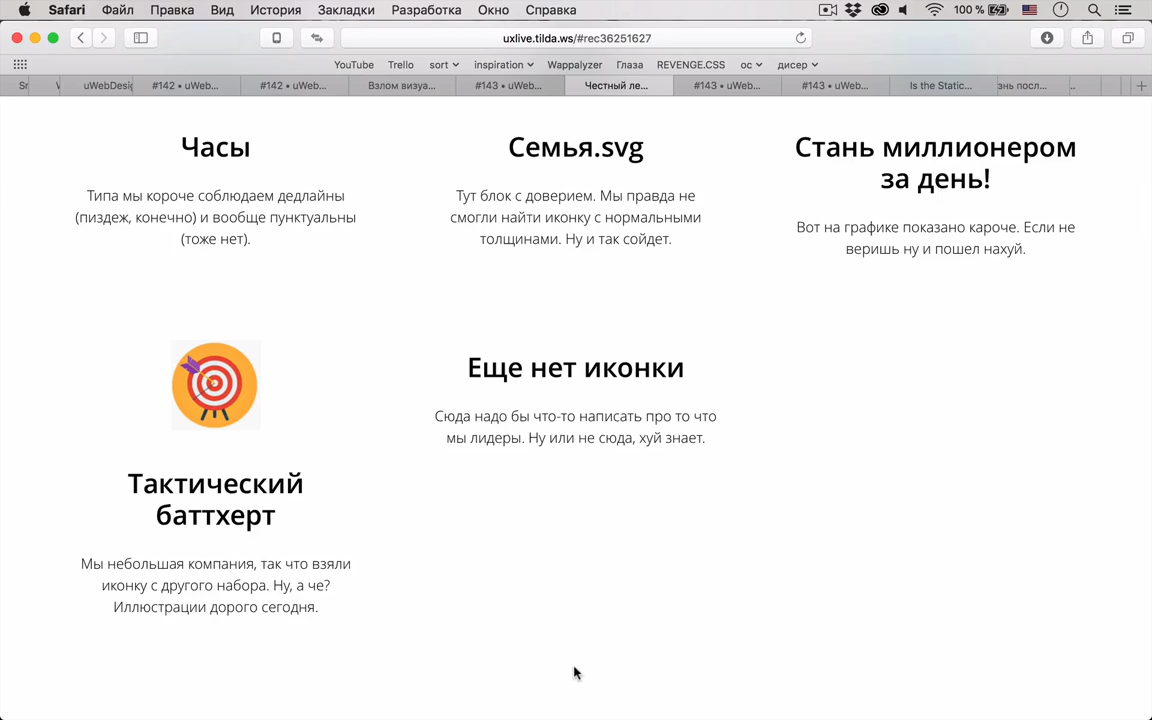 Safari Файл Правка Вид История Закладки Разработка Окно Справка 100 %
uxlive.tilda.ws/#rec36251627
YouTube Trello sort inspiration Wappalyzer Глаза REVENGE.CSS ос дисер
uWebDesig #142 • uWeb... #142 • uWeb... Взлом визуа... #143 • uWeb... Честный ле... #143 • uWeb... #143 • uWeb... Is the Static... знь посл...
Часы
Типа мы короче соблюдаем дедлайны
(пиздеж, конечно) и вообще пунктуальны
(тоже нет).
Семья.svg
Тут блок с доверием. Мы правда не
смогли найти иконку с нормальными
толщинами. Ну и так сойдет.
Стань миллионером
за день!
Вот на графике показано кароче. Если не
веришь ну и пошел нахуй.
Тактический
баттхерт
Мы небольшая компания, так что взяли
иконку с другого набора. Ну, а че?
Иллюстрации дорого сегодня.
Еще нет иконки
Сюда надо бы что-то написать про то что
мы лидеры. Ну или не сюда, хуй знает.